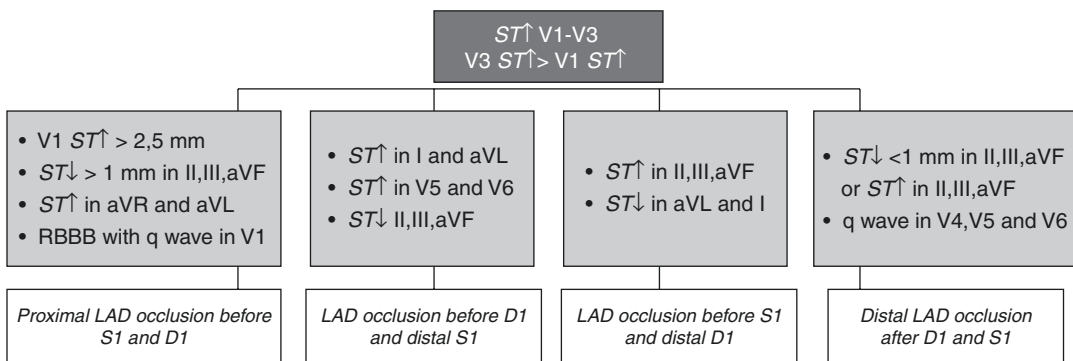 ST↑ V1-V3
V3 ST↑> V1 ST↑
• V1 ST↑ > 2,5 mm
• ST↓ > 1 mm in II,III,aVF
• ST↑ in aVR and aVL
• RBBB with q wave in V1
• ST↑ in I and aVL
• ST↑ in V5 and V6
• ST↓ II,III,aVF
• ST↑ in II,III,aVF
• ST↓ in aVL and I
• ST↓ <1 mm in II,III,aVF
or ST↑ in II,III,aVF
• q wave in V4,V5 and V6
Proximal LAD occlusion before
S1 and D1
LAD occlusion before D1
and distal S1
LAD occlusion before S1
and distal D1
Distal LAD occlusion
after D1 and S1